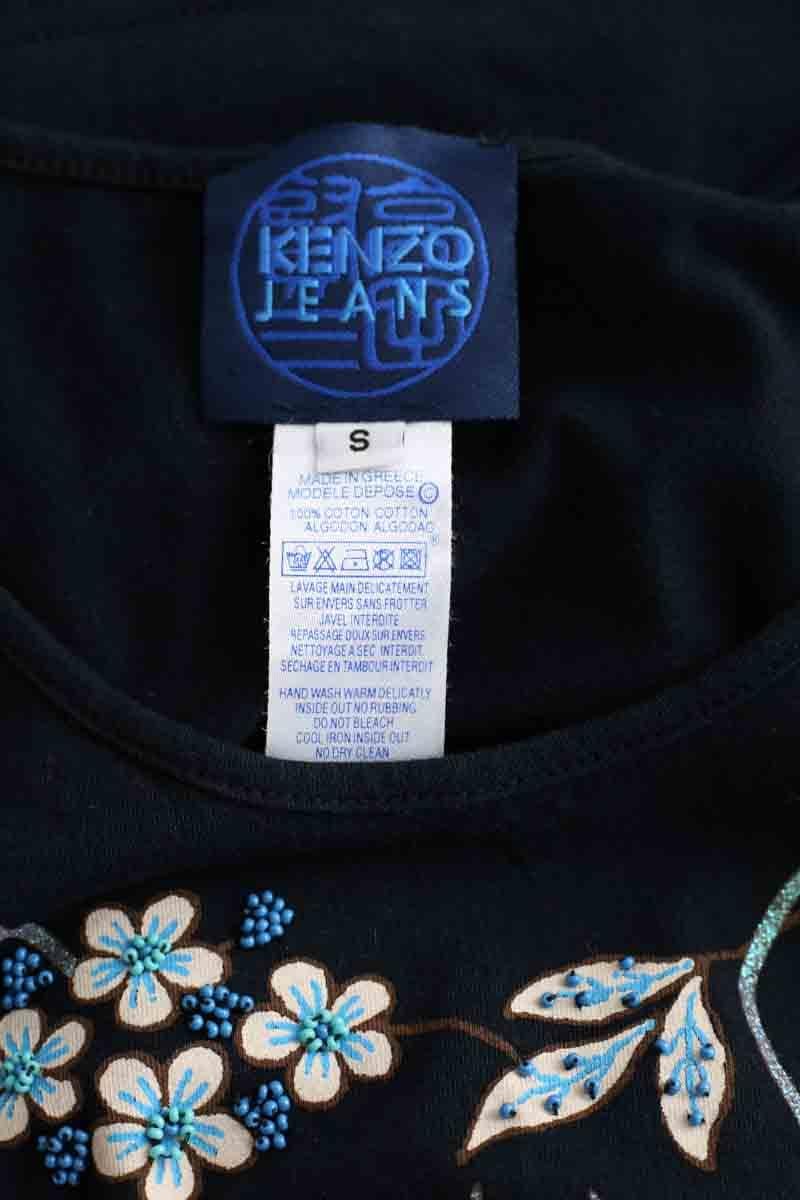 KENZO
JEANS
S
MADE IN GREECE
MODELE DEPOSE ©
100% COTON COTTON
ALGODON ALGODAO
®
LAVAGE MAIN DELICATEMENT
SUR ENVERS SANS FROTTER
JAVEL INTERDITE
REPASSAGE DOUX SUR ENVERS
NETTOYAGE A SEC INTERDIT
SECHAGE EN TAMBOUR INTERDIT
HAND WASH WARM DELICATLY
INSIDE OUT NO RUBBING
DO NOT BLEACH
COOL IRON INSIDE OUT
NO DRY CLEAN